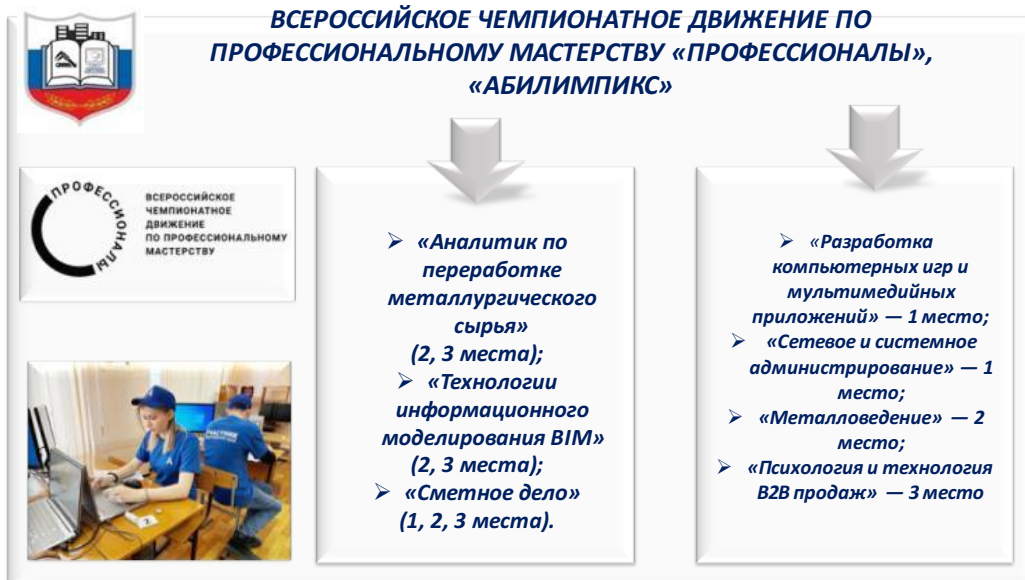 ВСЕРОССИЙСКОЕ ЧЕМПИОНАТНОЕ ДВИЖЕНИЕ ПО
ПРОФЕССИОНАЛЬНОМУ МАСТЕРСТВУ «ПРОФЕССИОНАЛЫ»,
«АБИЛИМПИКС»
ПРОФЕССИОНАЛЫ
ВСЕРОССИЙСКОЕ
ЧЕМПИОНАТНОЕ
ДВИЖЕНИЕ
ПО ПРОФЕССИОНАЛЬНОМУ
МАСТЕРСТВУ
➢ «Аналитик по
переработке
металлургического
сырья»
(2, 3 места);
➢ «Технологии
информационного
моделирования BIM»
(2, 3 места);
➢ «Сметное дело»
(1, 2, 3 места).
➢ «Разработка
компьютерных игр и
мультимедийных
приложений» — 1 место;
➢ «Сетевое и системное
администрирование» — 1
место;
➢ «Металловедение» — 2
место;
➢ «Психология и технология
B2B продаж» — 3 место